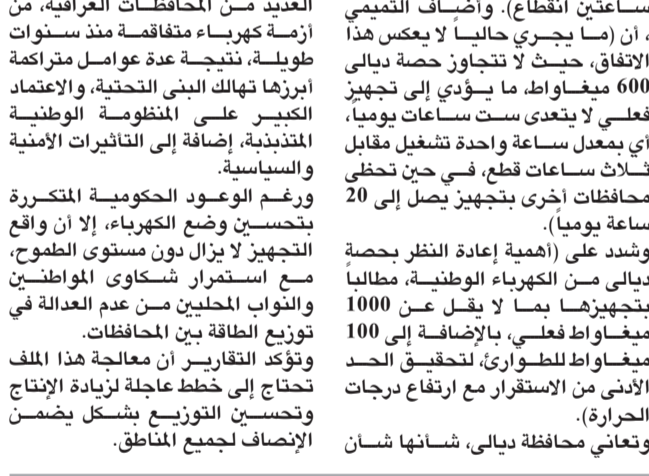 ساعتين انقطاع). وأضاف التميمي
، أن (ما يجري حالياً لا يعكس هذا
الاتفاق، حيث لا تتجاوز حصة ديالى
600 ميغاواط، ما يؤدي إلى تجهيز
فعلي لا يتعدى ست ساعات يومياً،
أي بمعدل ساعة واحدة تشغيل مقابل
ثلاث ساعات قطع، في حين تحظى
محافظات أخرى بتجهيز يصل إلى 20
ساعة يومياً).
وشدد على (أهمية إعادة النظر بحصة
ديالى من الكهرباء الوطنية، مطالباً
بتجهيزها بما لا يقل عن 1000
ميغاواط فعلي، بالإضافة إلى 100
ميغاواط للطوارئ، لتحقيق الحد
الأدنى من الاستقرار مع ارتفاع درجات
الحرارة).
وتعاني محافظة ديالى، شأنها شأن
العديد من المحافظات العراقية، من
أزمة كهرباء متفاقمة منذ سنوات
طويلة، نتيجة عدة عوامل متراكمة
أبرزها تهالك البنى التحتية، والاعتماد
الكبير على المنظومة الوطنية
المتذبذبة، إضافة إلى التأثيرات الأمنية
والسياسية.
ورغم الوعود الحكومية المتكررة
بتحسين وضع الكهرباء، إلا أن واقع
التجهيز لا يزال دون مستوى الطموح،
مع استمرار شكاوى المواطنين
والنواب المحليين من عدم العدالة في
توزيع الطاقة بين المحافظات.
وتؤكد التقارير أن معالجة هذا الملف
تحتاج إلى خطط عاجلة لزيادة الإنتاج
وتحسين التوزيع بشكل يضمن
الإنصاف لجميع المناطق.